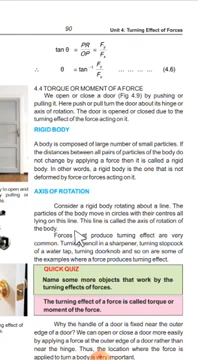 90
Unit 4. Turning Effect of Forces
tanθ = PR/OP = Fy/Fx
∴ θ = tan⁻¹ Fy/Fx ... ... ... ... (4.6)
4.4 TORQUE OR MOMENT OF A FORCE
We open or close a door (Fig 4.9) by pushing or
pulling it. Here push or pull turn the door about its hinge or
axis of rotation. The door is opened or closed due to the
turning effect of the force acting on it.
RIGID BODY
A body is composed of large number of small particles. If
the distances between all pairs of particles of the body do
not change by applying a force then it is called a rigid
body. In other words, a rigid body is the one that is not
deformed by force or forces acting on it.
AXIS OF ROTATION
Consider a rigid body rotating about a line. The
particles of the body move in circles with their centres all
lying on this line. This line is called the axis of rotation of
the body.
Forces that produce turning effect are very
common. Turning pencil in a sharpener, turning stopcock
of a water tap, turning doorknob and so on are some of
the examples where a force produces turning effect.
QUICK QUIZ
Name some more objects that work by the
turning effects of forces.
The turning effect of a force is called torque or
moment of the force.
Why the handle of a door is fixed near the outer
edge of a door? We can open or close a door more easily
by applying a force at the outer edge of a door rather than
near the hinge. Thus, the location where the force is
applied to turn a body is very important.
by to open and
ng effect of